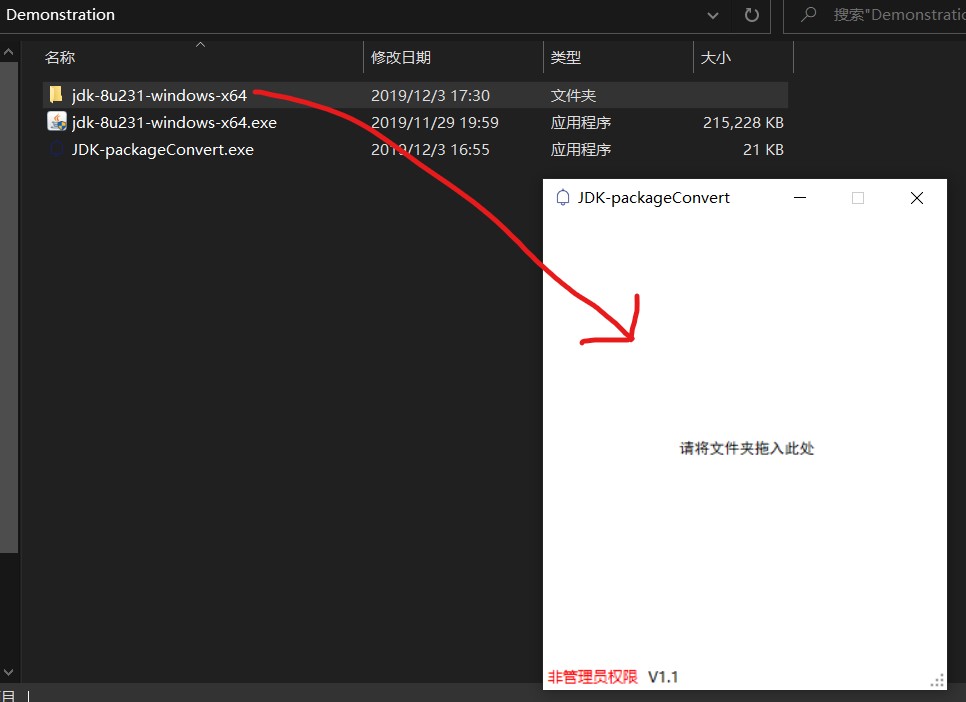 Demonstration
搜索"Demonstratio
名称 修改日期 类型 大小
jdk-8u231-windows-x64 2019/12/3 17:30 文件夹
jdk-8u231-windows-x64.exe 2019/11/29 19:59 应用程序 215,228 KB
JDK-packageConvert.exe 2019/12/3 16:55 应用程序 21 KB
JDK-packageConvert
请将文件夹拖入此处
非管理员权限 V1.1
目